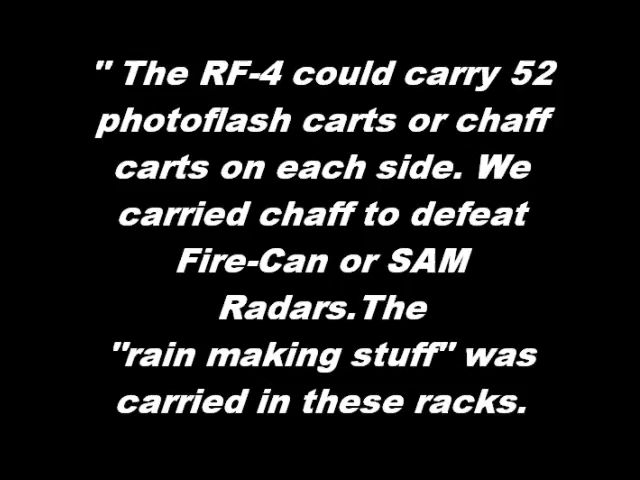 " The RF-4 could carry 52
photoflash carts or chaff
carts on each side. We
carried chaff to defeat
Fire-Can or SAM
Radars.The
"rain making stuff" was
carried in these racks.